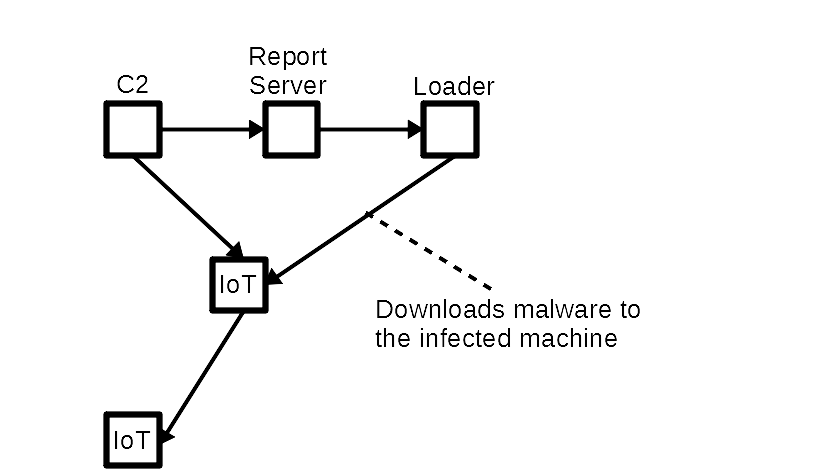 C2
Report
Server
Loader
IoT
Downloads malware to
the infected machine
IoT